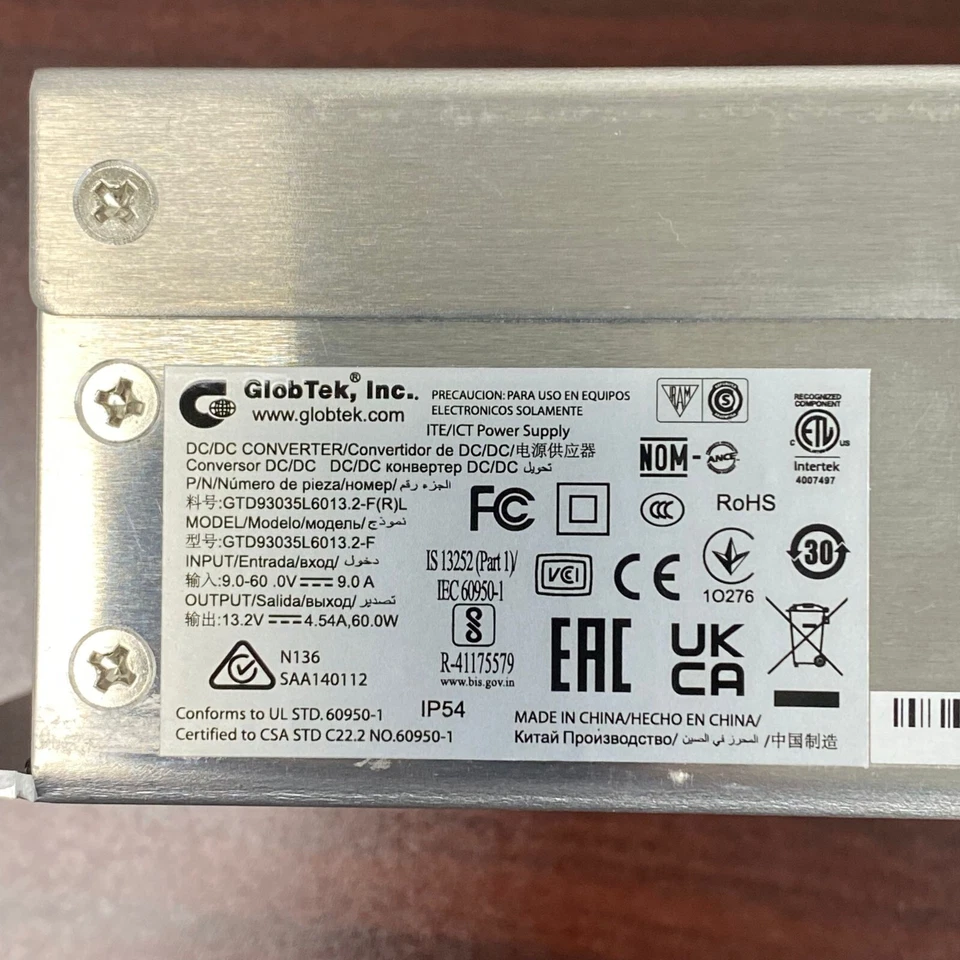 GlobTek,® Inc..
www.globtek.com
PRECAUCION: PARA USO EN EQUIPOS
ELECTRONICOS SOLAMENTE
ITE/ICT Power Supply
DC/DC CONVERTER/Convertidor de DC/DC/电源供应器
Conversor DC/DC DC/DC конвертер DC/DC تحويل
P/N/Número de pieza/номер/الجزء رقم
料号:GTD93035L6013.2-F(R)L
MODEL/Modelo/модель/نموذج
型号:GTD93035L6013.2-F
INPUT/Entrada/вход/دخول
输入:9.0-60 .0V 9.0 A
OUTPUT/Salida/выход/تصدير
输出:13.2V 4.54A,60.0W
N136
SAA140112
Conforms to UL STD. 60950-1
Certified to CSA STD C22.2 NO.60950-1
IP54
FC
IS 13252 (Part 1)/
IEC 60950-1
R-41175579
www.bis.gov.in
IRAM
S
NOM-ANCE
RECOGNIZED
COMPONENT
C ETL US
Intertek
4007497
CCC
RoHS
VCI
CE
10276
30
EAC
UK
CA
MADE IN CHINA/HECHO EN CHINA/
Китай Производство/ المحرز في الصين /中国制造